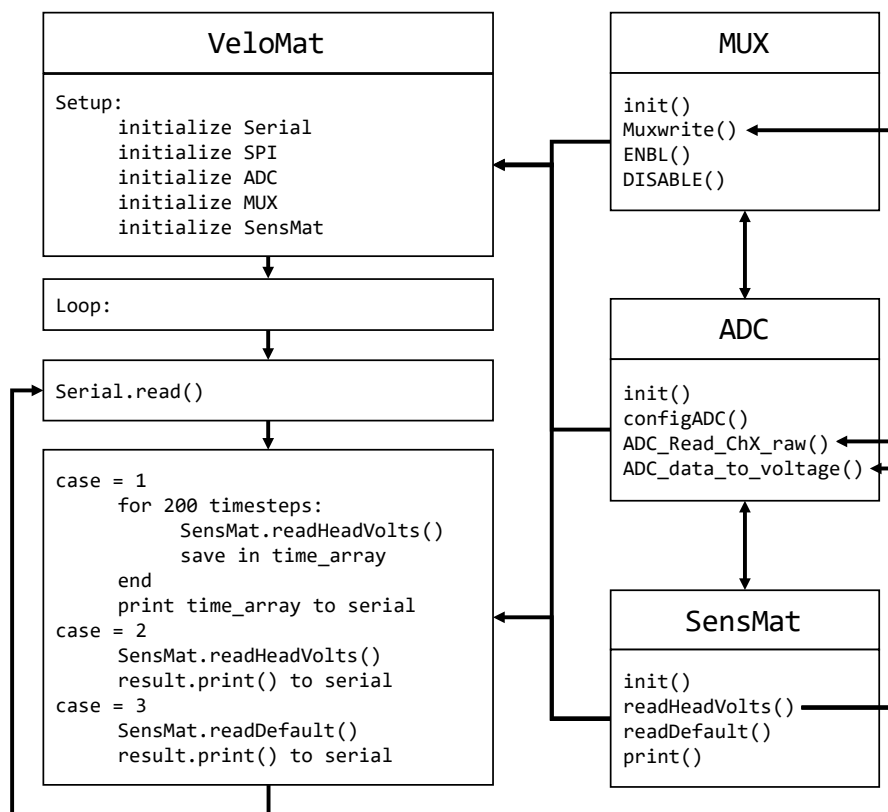 VeloMat
Setup:
initialize Serial
initialize SPI
initialize ADC
initialize MUX
initialize SensMat
Loop:
Serial.read()
case = 1
for 200 timesteps:
SensMat.readHeadVolts()
save in time_array
end
print time_array to serial
case = 2
SensMat.readHeadVolts()
result.print() to serial
case = 3
SensMat.readDefault()
result.print() to serial
MUX
init()
Muxwrite()
ENBL()
DISABLE()
ADC
init()
configADC()
ADC_Read_ChX_raw()
ADC_data_to_voltage()
SensMat
init()
readHeadVolts()
readDefault()
print()